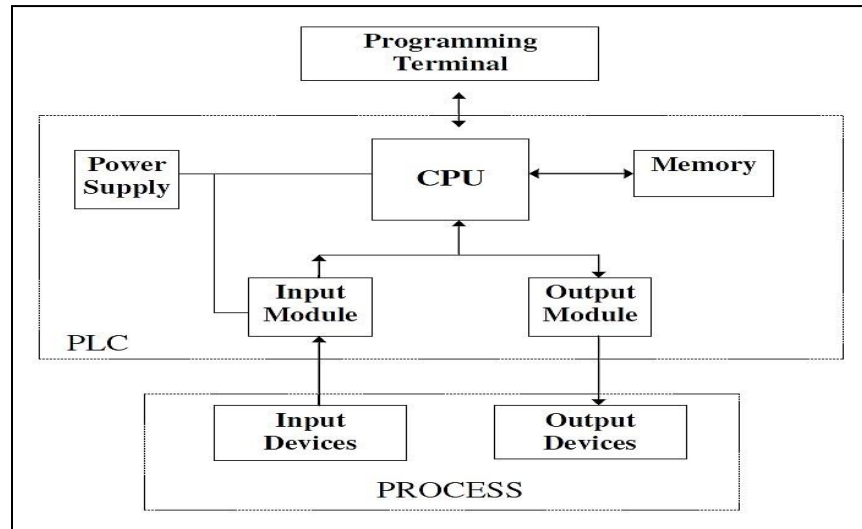 Programming
Terminal
Power
Supply
CPU
Memory
Input
Module
Output
Module
PLC
Input
Devices
Output
Devices
PROCESS